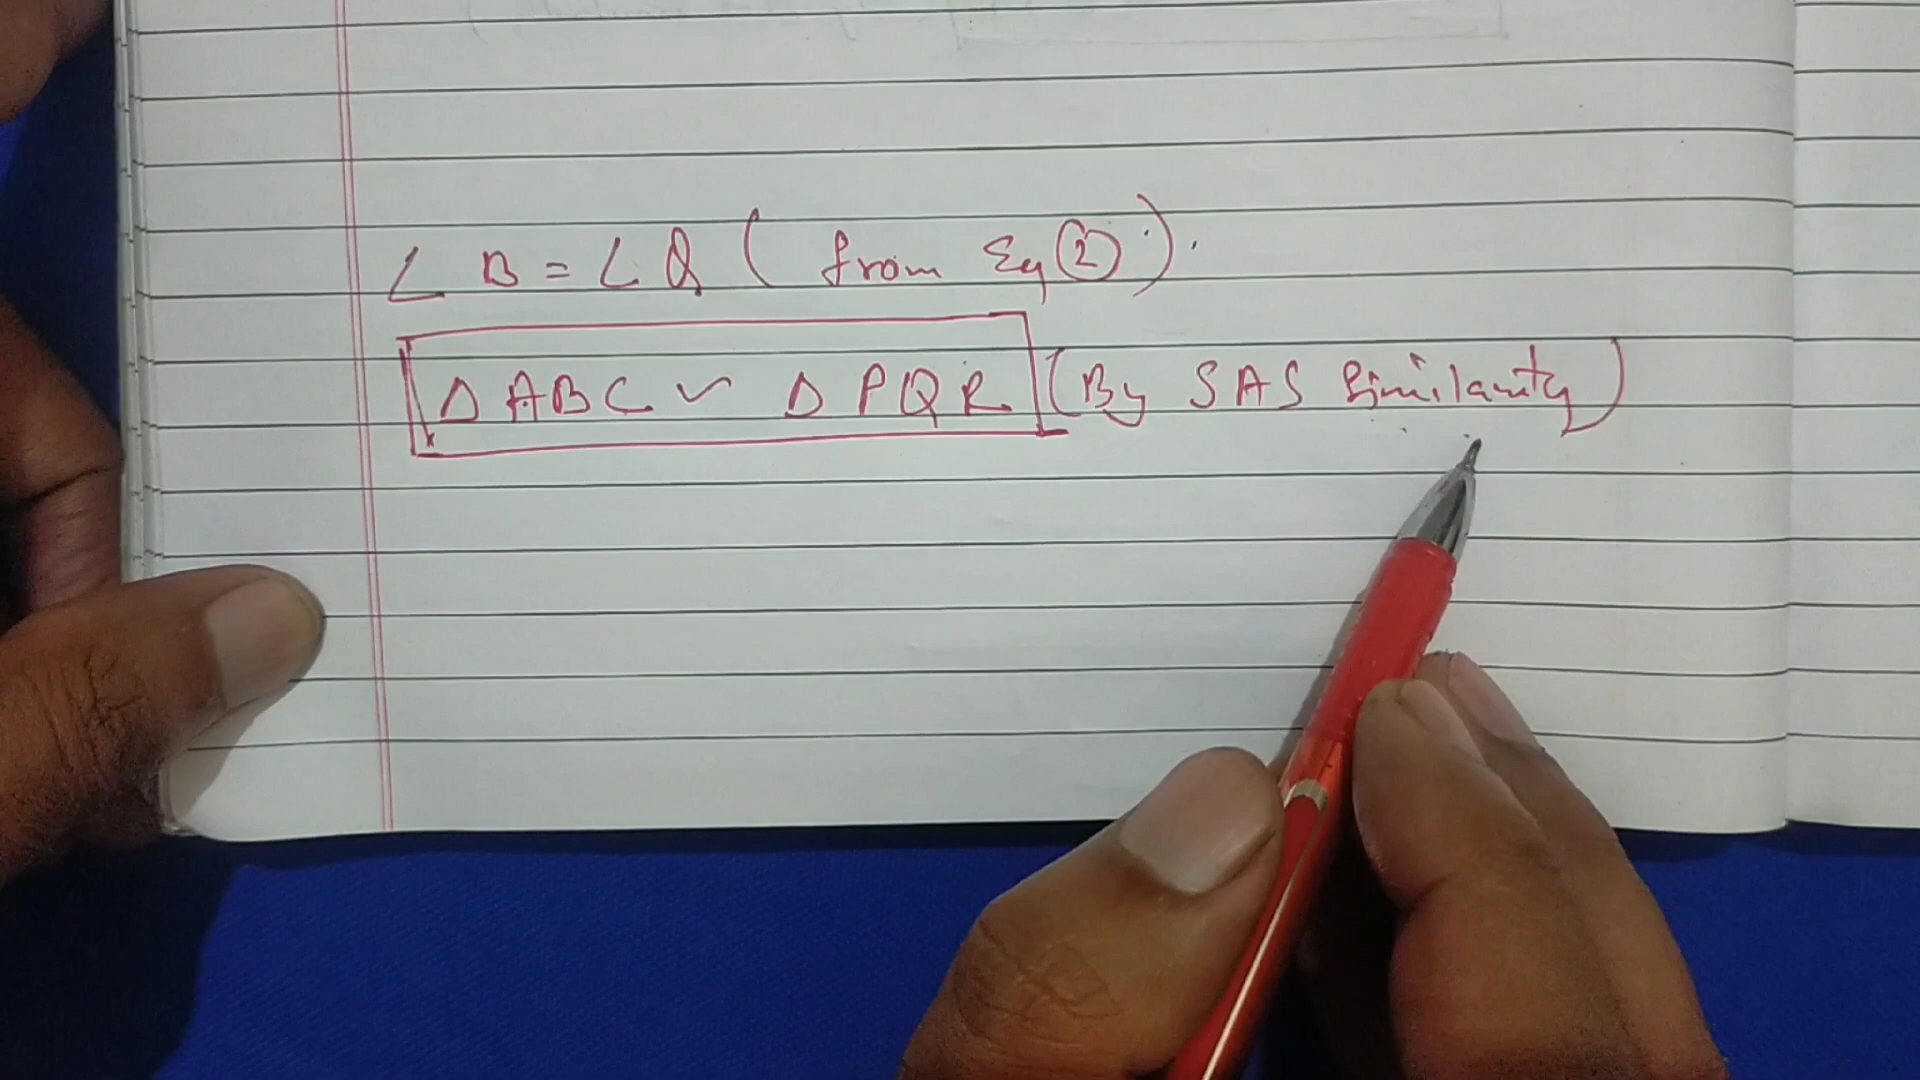 ∠ B = ∠ Q ( from Eq ② ).
Δ ABC ~ Δ PQR (By SAS Similarity)